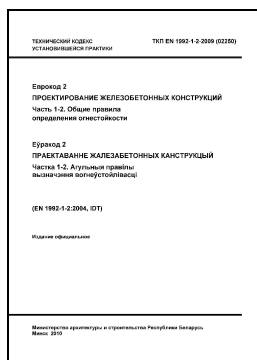 ТЕХНИЧЕСКИЙ КОДЕКС
УСТАНОВИВШЕЙСЯ ПРАКТИКИ
ТКП EN 1992-1-2-2009 (02250)
Еврокод 2
ПРОЕКТИРОВАНИЕ ЖЕЛЕЗОБЕТОННЫХ КОНСТРУКЦИЙ
Часть 1-2. Общие правила
определения огнестойкости
Еўракод 2
ПРАЕКТАВАННЕ ЖАЛЕЗАБЕТОННЫХ КАНСТРУКЦЫЙ
Частка 1-2. Агульныя правілы
вызначэння вогнеўстойлівасці
(EN 1992-1-2:2004, IDT)
Издание официальное
Министерство архитектуры и строительства Республики Беларусь
Минск 2010